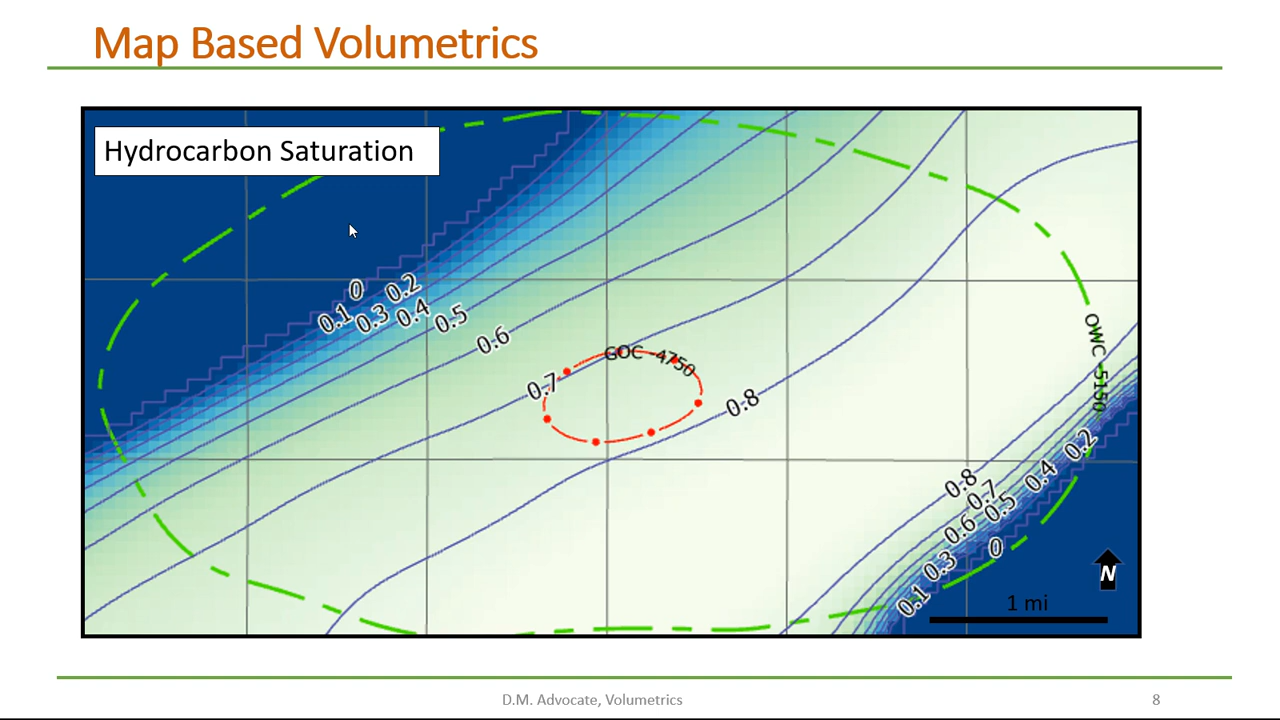 Map Based Volumetrics
Hydrocarbon Saturation
0
0.2
0.1
0.3
0.4
0.5
0.6
GOC -4750
0.7
0.8
OWC -5150
0.2
0.4
0.8
0.7
0.5
0.6
0
0.3
0.1
N
1 mi
D.M. Advocate, Volumetrics
8